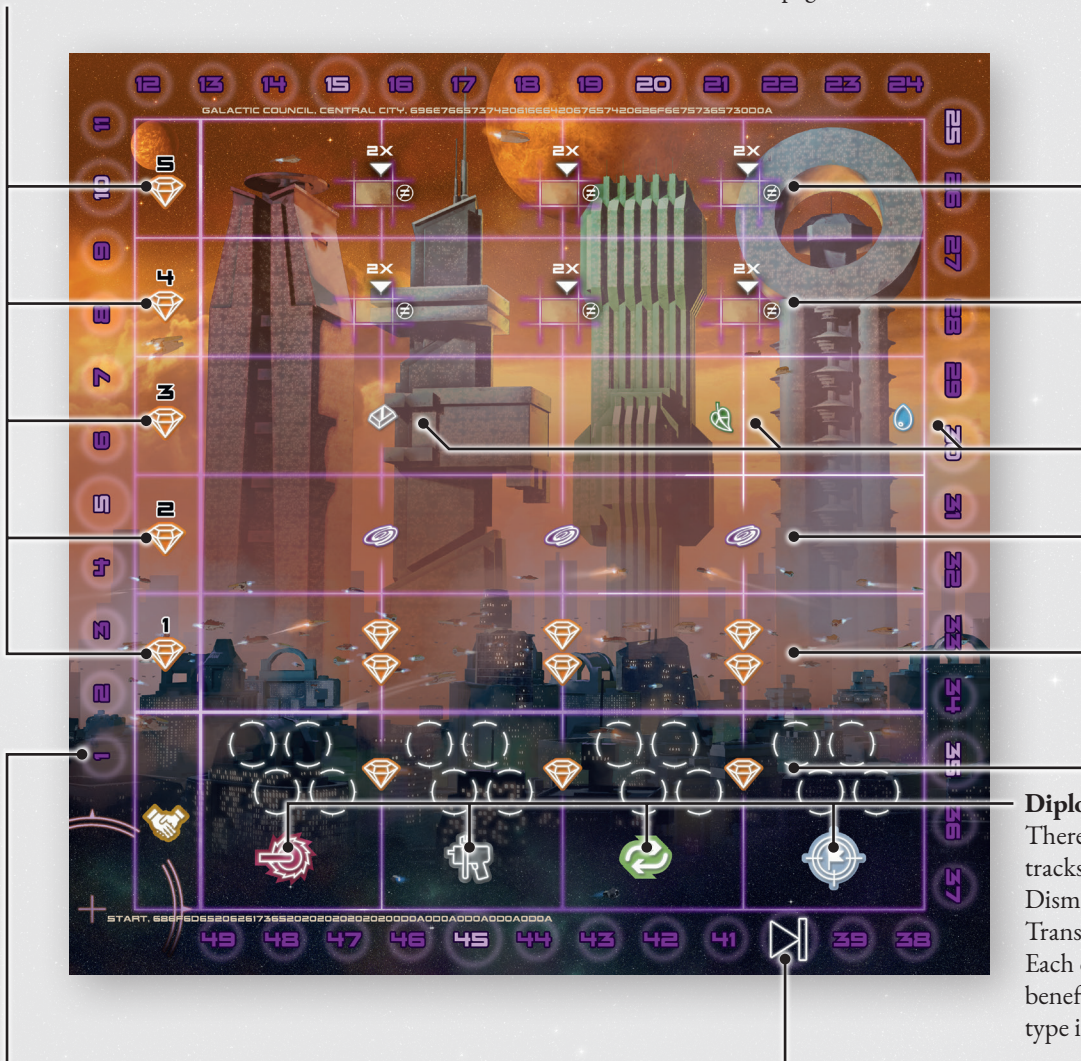 12 13 14 15 16 17 18 19 20 21 22 23 24
GALACTIC COUNCIL, CENTRAL CITY, 696E7665737420616E642067657420626F6E757365730D0A
11
10
9
8
7
6
5
4
3
2
1
25
26
27
28
29
30
31
32
33
34
35
36
37
5
2X 2X 2X
4
2X 2X 2X
3
2
1
START,
49 48 47 46 45 44 43 42 41 39 38
Diplo
There
tracks
Dism
Trans
Each
benef
type i